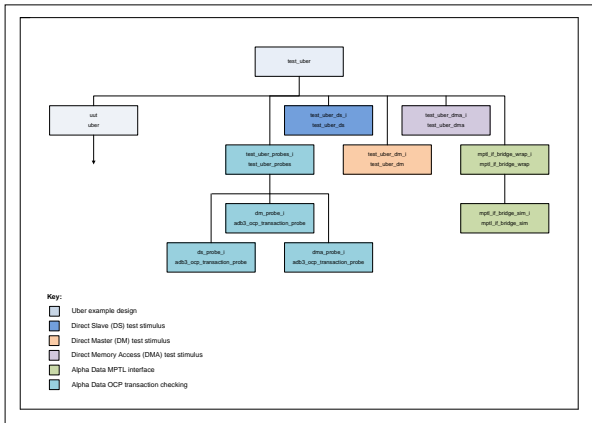 test_uber
uut
uber
test_uber_ds_i
test_uber_ds
test_uber_dma_i
test_uber_dma
test_uber_probes_i
test_uber_probes
test_uber_dm_i
test_uber_dm
mptl_if_bridge_wrap_i
mptl_if_bridge_wrap
dm_probe_i
adb3_ocp_transaction_probe
mptl_if_bridge_sim_i
mptl_if_bridge_sim
ds_probe_i
adb3_ocp_transaction_probe
dma_probe_i
adb3_ocp_transaction_probe
Key:
Uber example design
Direct Slave (DS) test stimulus
Direct Master (DM) test stimulus
Direct Memory Access (DMA) test stimulus
Alpha Data MPTL interface
Alpha Data OCP transaction checking